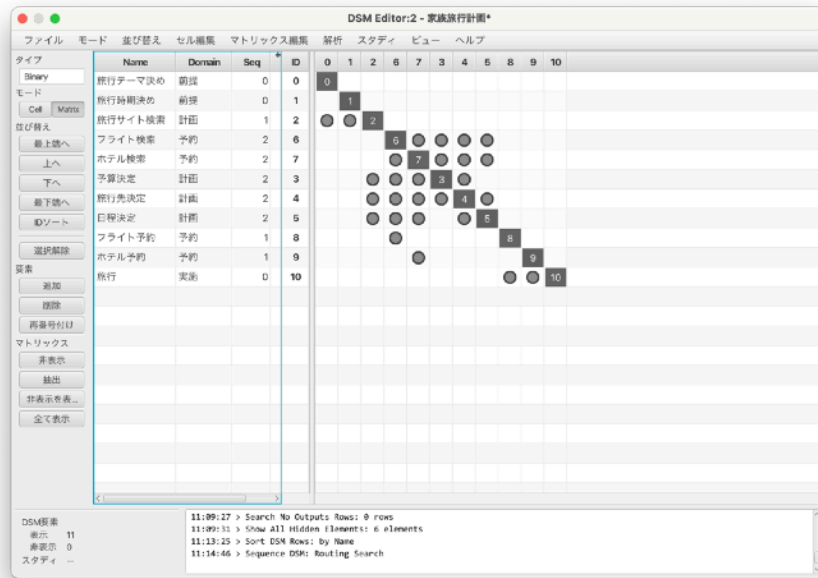 DSM Editor:2 - 家族旅行計画*
ファイル モード 並び替え セル編集 マトリックス編集 解析 スタディ ビュー ヘルプ
タイプ
Binary
モード
Cell Matrix
並び替え
最上端へ
上へ
下へ
最下端へ
IDソート
選択解除
要素
追加
削除
再番号付け
マトリックス
非表示
抽出
非表示を表...
全て表示
Name Domain Seq + ID 0 1 2 6 7 3 4 5 8 9 10
旅行テーマ決め 前提 0 0 0
旅行時期決め 前提 0 1 1
旅行サイト検索 計画 1 2 2
フライト検索 予約 2 6 6
ホテル検索 予約 2 7 7
予算決定 計画 2 3 3
旅行先決定 計画 2 4 4
日程決定 計画 2 5 5
フライト予約 予約 1 8 8
ホテル予約 予約 1 9 9
旅行 実施 0 10 10
DSM要素
表示 11
非表示 0
スタディ --
11:09:27 > Search No Outputs Rows: 0 rows
11:09:31 > Show All Hidden Elements: 6 elements
11:13:25 > Sort DSM Rows: by Name
11:14:46 > Sequence DSM: Routing Search